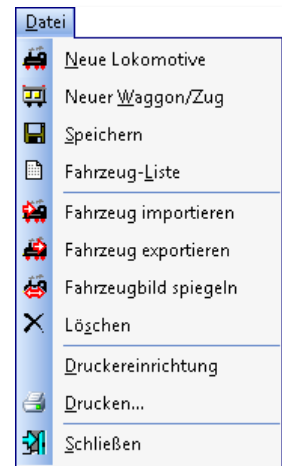 Datei
Neue Lokomotive
Neuer Waggon/Zug
Speichern
Fahrzeug-Liste
Fahrzeug importieren
Fahrzeug exportieren
Fahrzeugbild spiegeln
Löschen
Druckereinrichtung
Drucken...
Schließen